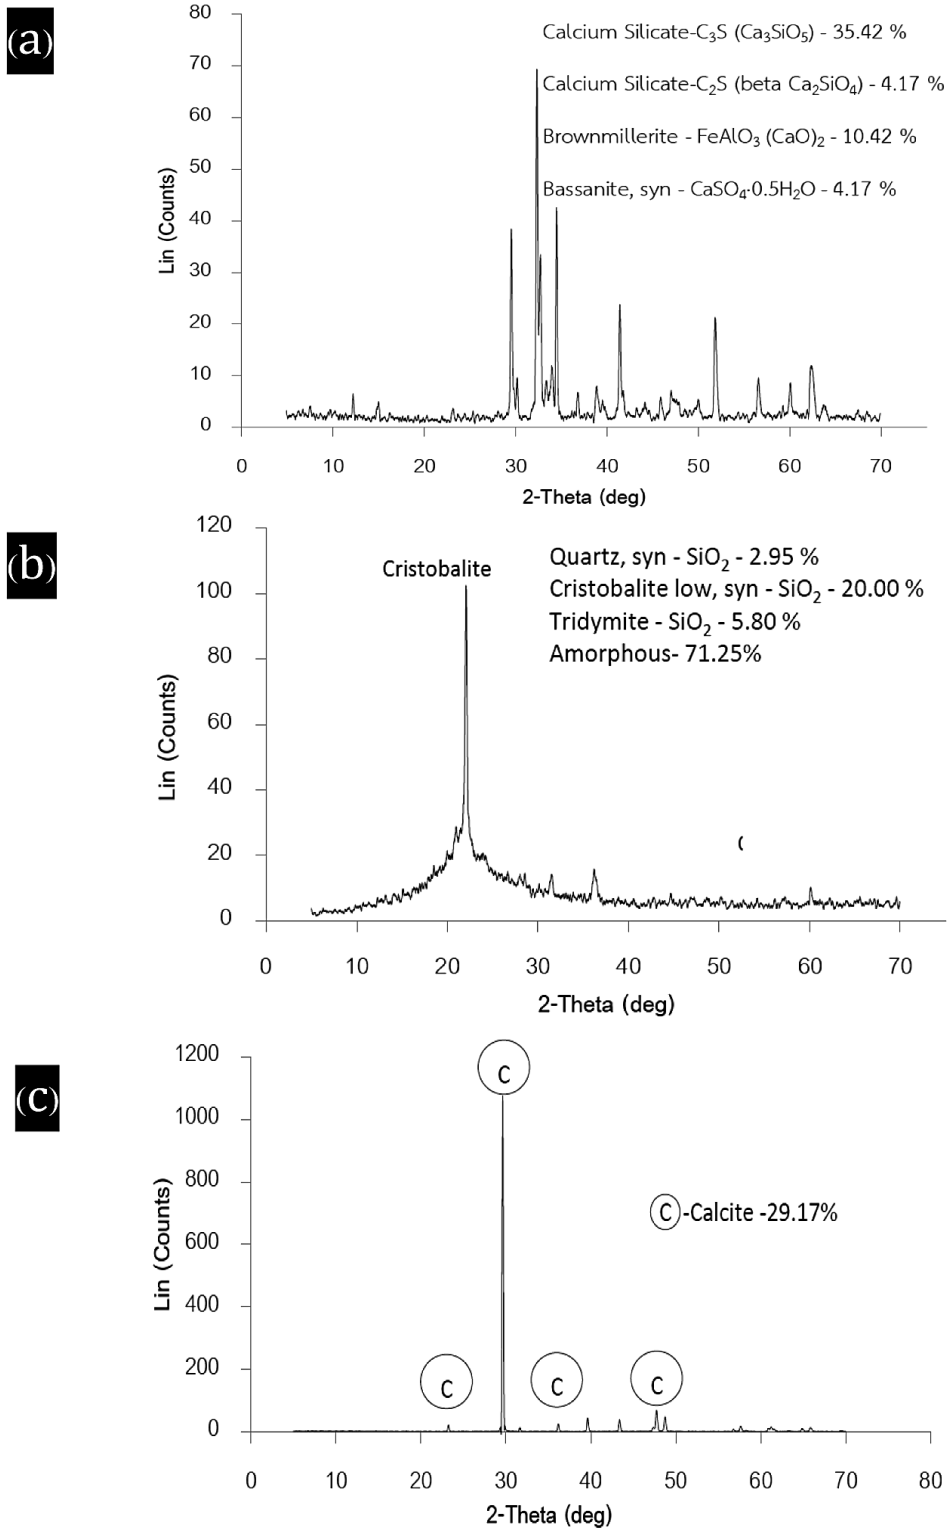 (a)
80
70
60
50
40
30
20
10
0
Lin (Counts)
Calcium Silicate-C₃S (Ca₃SiO₅) - 35.42 %
Calcium Silicate-C₂S (beta Ca₂SiO₄) - 4.17 %
Brownmillerite - FeAlO₃ (CaO)₂ - 10.42 %
Bassanite, syn - CaSO₄·0.5H₂O - 4.17 %
0 10 20 30 40 50 60 70
2-Theta (deg)
(b)
120
100
80
60
40
20
0
Lin (Counts)
Cristobalite
Quartz, syn - SiO₂ - 2.95 %
Cristobalite low, syn - SiO₂ - 20.00 %
Tridymite - SiO₂ - 5.80 %
Amorphous- 71.25%
0 10 20 30 40 50 60 70
2-Theta (deg)
(c)
1200
1000
800
600
400
200
0
Lin (Counts)
C
C -Calcite -29.17%
C C C
0 10 20 30 40 50 60 70 80
2-Theta (deg)